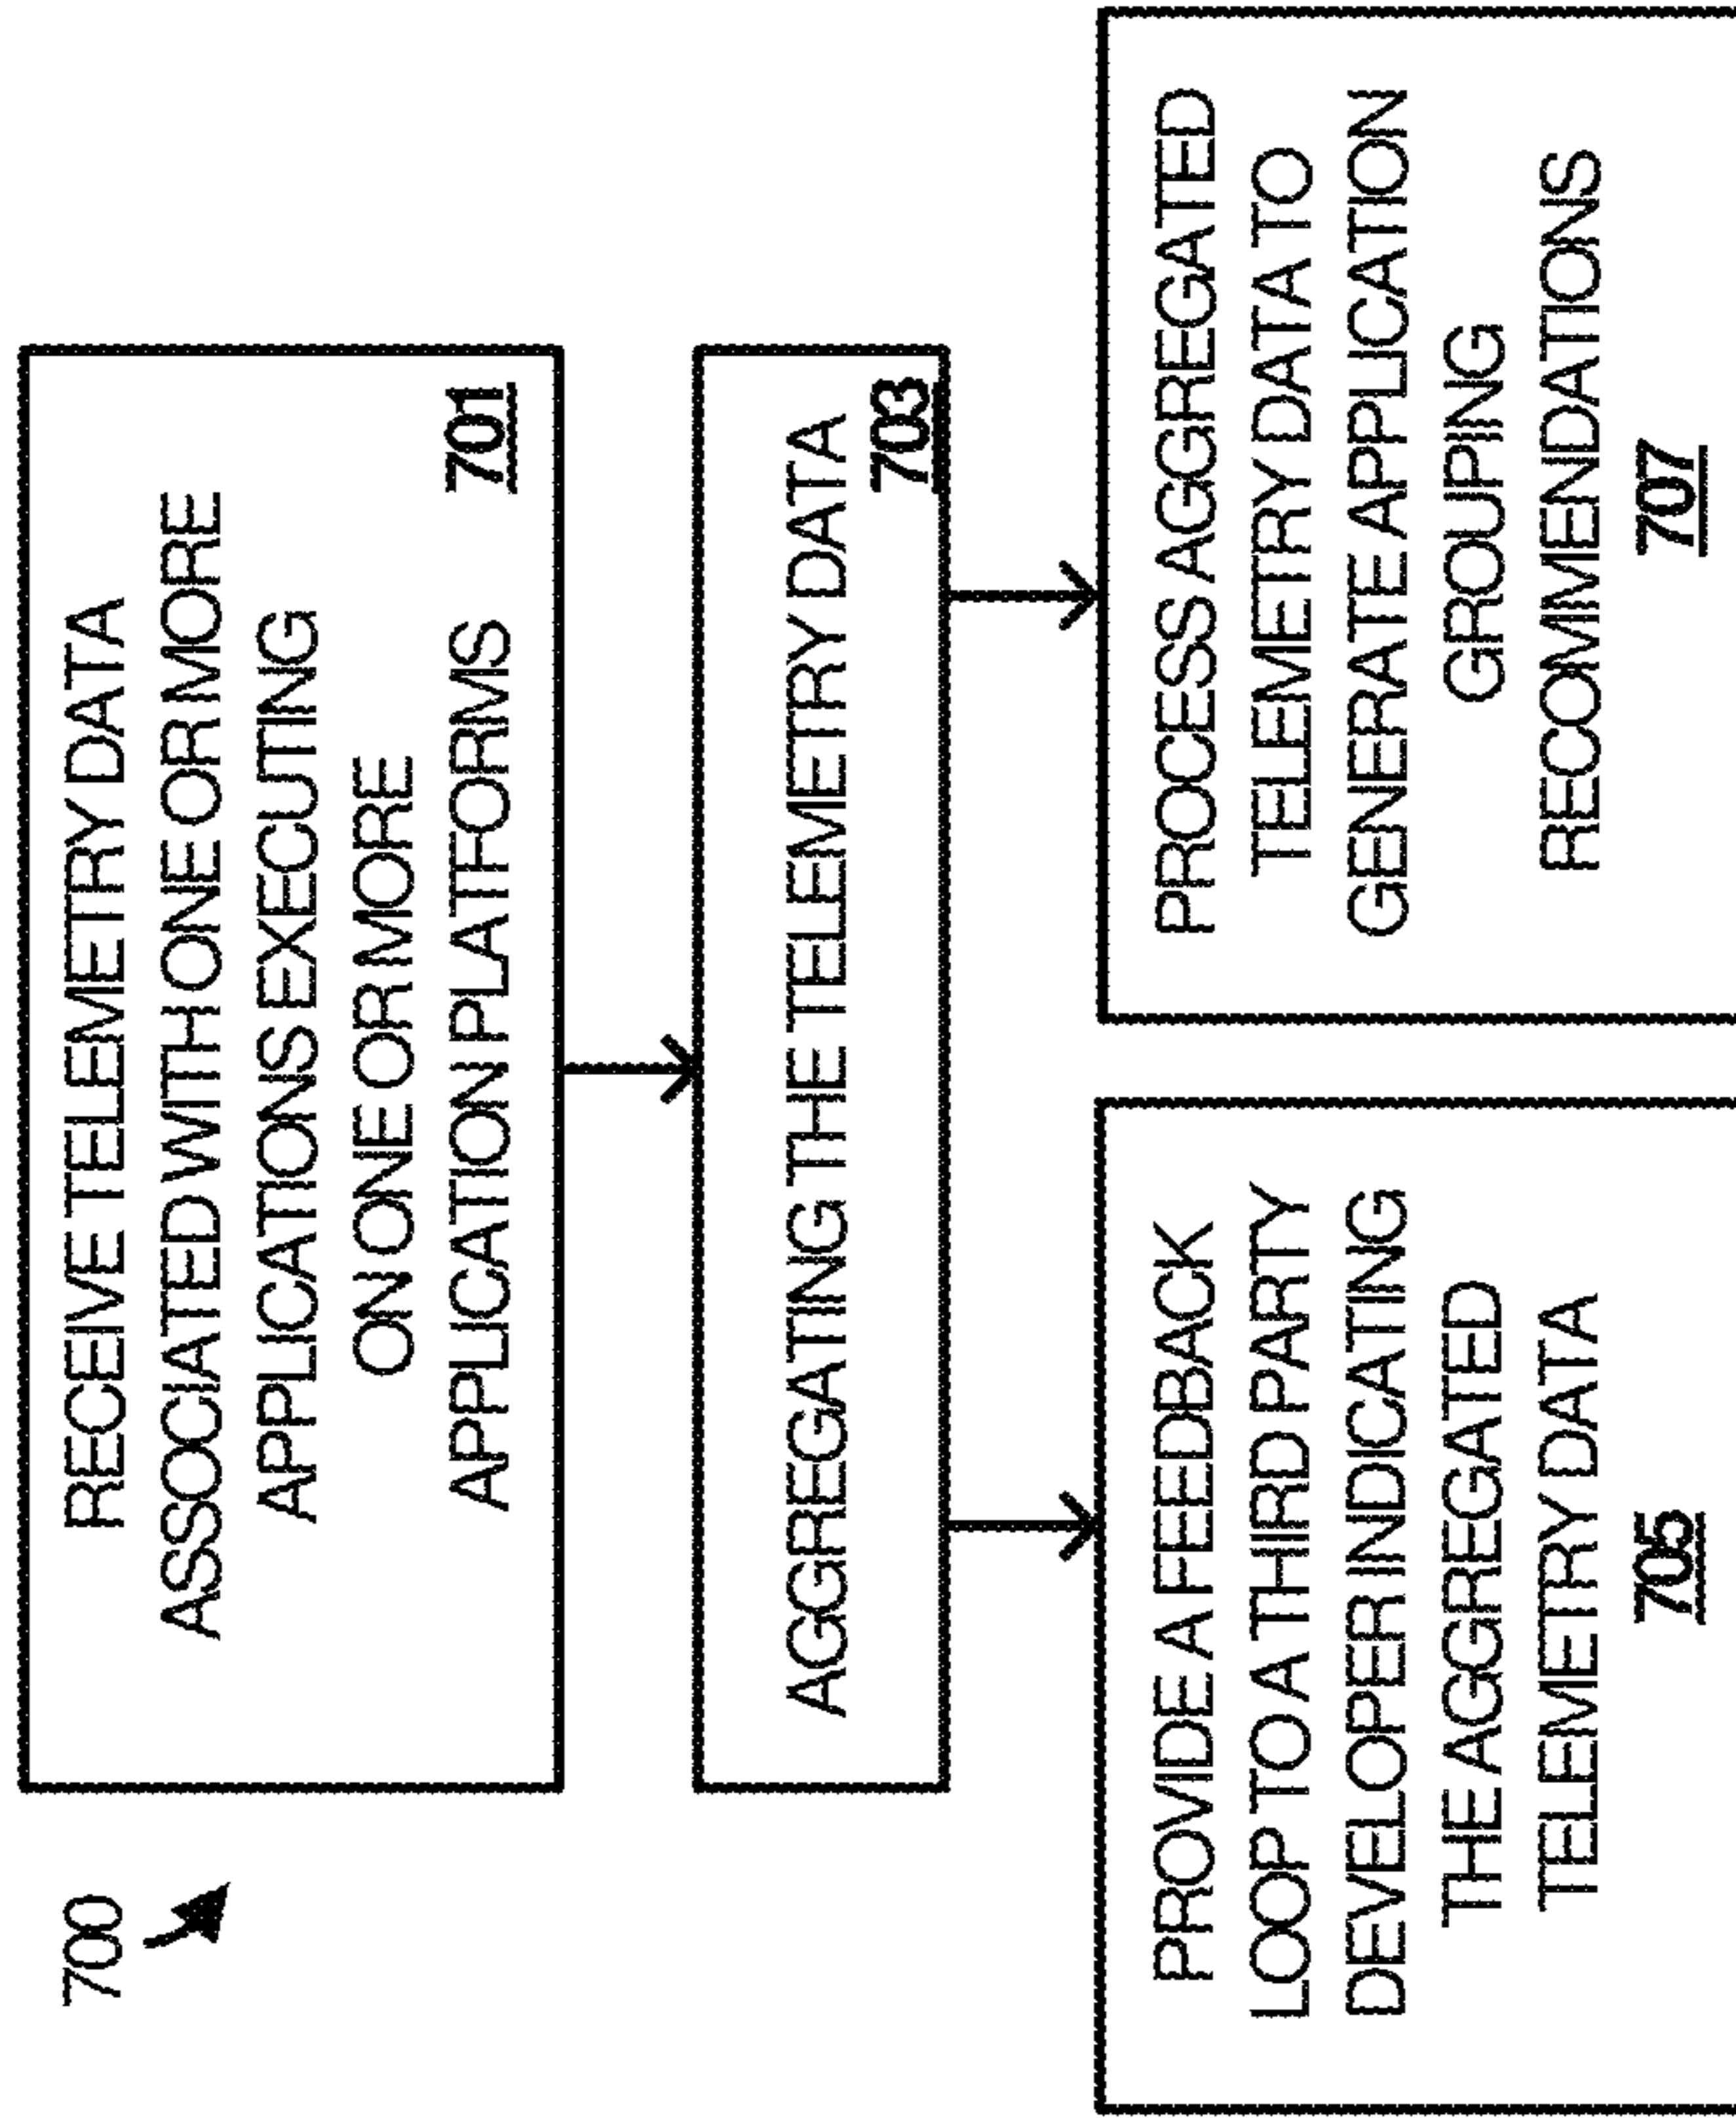 700
RECEIVE TELEMETRY DATA
ASSOCIATED WITH ONE OR MORE
APPLICATIONS EXECUTING
ON ONE OR MORE
APPLICATION PLATFORMS
701
AGGREGATING THE TELEMETRY DATA
703
PROVIDE A FEEDBACK
LOOP TO A THIRD PARTY
DEVELOPER INDICATING
THE AGGREGATED
TELEMETRY DATA
705
PROCESS AGGREGATED
TELEMETRY DATA TO
GENERATE APPLICATION
GROUPING
RECOMMENDATIONS
707